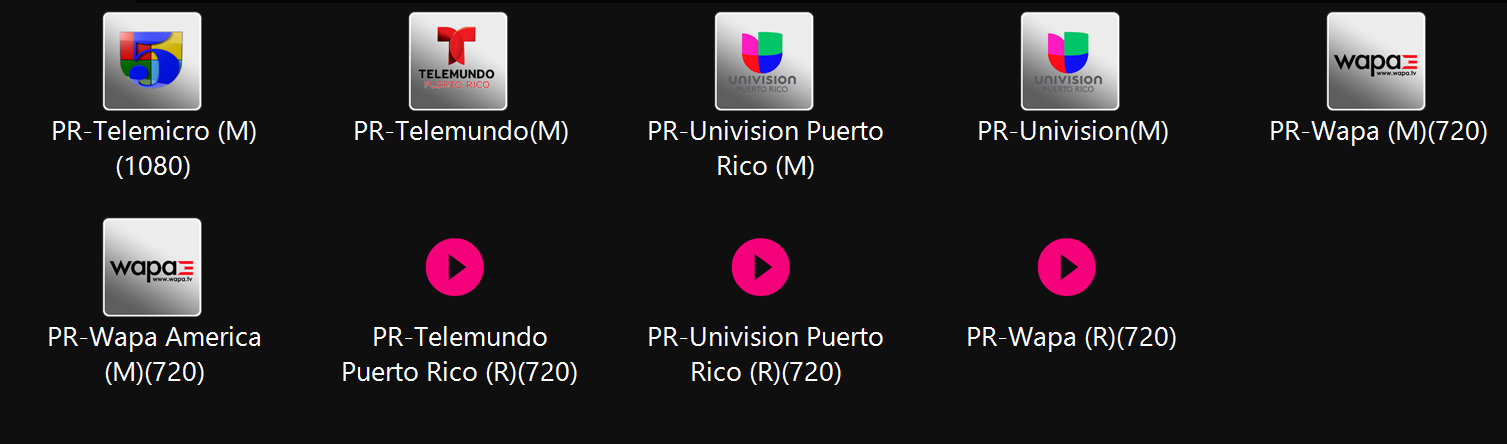 5
TELEMUNDO
PUERTO RICO
UNIVISION
PUERTO RICO
UNIVISION
PUERTO RICO
wapa
www.wapa.tv
PR-Telemicro (M)
(1080)
PR-Telemundo(M)
PR-Univision Puerto
Rico (M)
PR-Univision(M)
PR-Wapa (M)(720)
wapa
www.wapa.tv
PR-Wapa America
(M)(720)
PR-Telemundo
Puerto Rico (R)(720)
PR-Univision Puerto
Rico (R)(720)
PR-Wapa (R)(720)